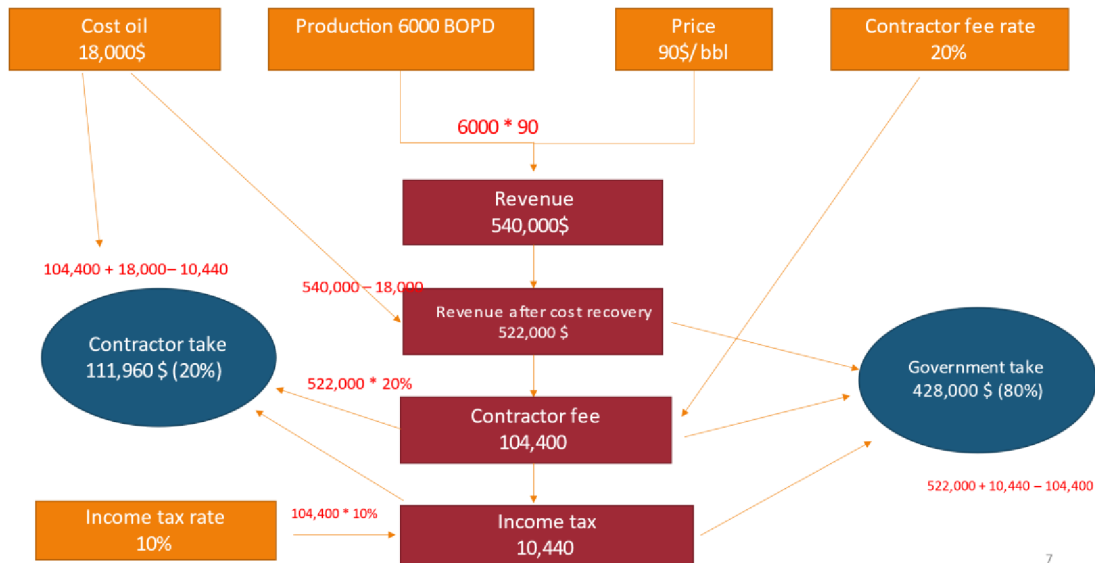 Cost oil
18,000$
Production 6000 BOPD
Price
90$/ bbl
Contractor fee rate
20%
6000 * 90
Revenue
540,000$
104,400 + 18,000– 10,440
540,000 – 18,000
Revenue after cost recovery
522,000 $
Contractor take
111,960 $ (20%)
Government take
428,000 $ (80%)
522,000 * 20%
Contractor fee
104,400
522,000 + 10,440 – 104,400
Income tax rate
10%
104,400 * 10%
Income tax
10,440
7